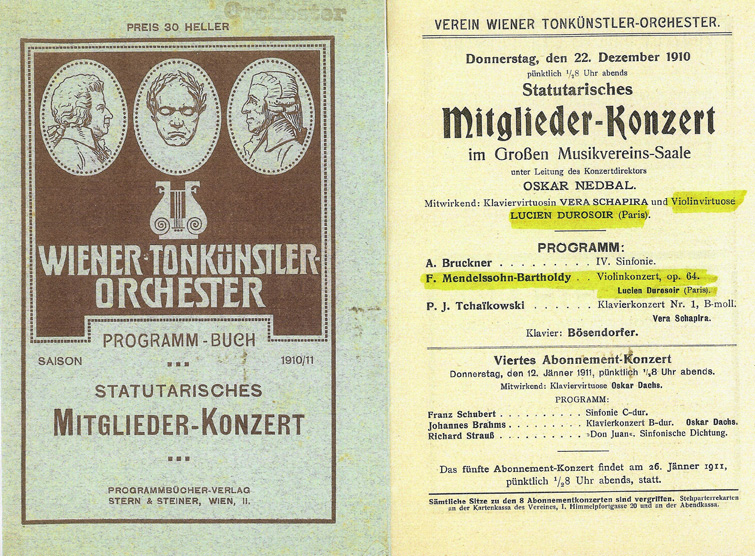 Orchester
PREIS 30 HELLER
WIENER-TONKÜNSTLER-
ORCHESTER
PROGRAMM-BUCH
SAISON 1910/11
STATUTARISCHES
MITGLIEDER-KONZERT
PROGRAMMBÜCHER-VERLAG
STERN & STEINER, WIEN, II.
VEREIN WIENER TONKÜNSTLER-ORCHESTER.
Donnerstag, den 22. Dezember 1910
pünktlich ½8 Uhr abends
Statutarisches
Mitglieder-Konzert
im Großen Musikvereins-Saale
unter Leitung des Konzertdirektors
OSKAR NEDBAL.
Mitwirkend: Klaviervirtuosin VERA SCHAPIRA und Violinvirtuose
LUCIEN DUROSOIR (Paris).
PROGRAMM:
A. Bruckner . . . . . . . . . IV. Sinfonie.
F. Mendelssohn-Bartholdy . . Violinkonzert, op. 64.
Lucien Durosoir (Paris).
P. J. Tchaïkowski . . . . . . Klavierkonzert Nr. 1, B-moll.
Vera Schapira.
Klavier: Bösendorfer.
Viertes Abonnement-Konzert
Donnerstag, den 12. Jänner 1911, pünktlich ½8 Uhr abends.
Mitwirkend: Klaviervirtuose Oskar Dachs.
PROGRAMM:
Franz Schubert . . . . . . . . . Sinfonie C-dur.
Johannes Brahms . . . . . . . . Klavierkonzert B-dur. Oskar Dachs.
Richard Strauß . . . . . . . . . »Don Juan«. Sinfonische Dichtung.
Das fünfte Abonnement-Konzert findet am 26. Jänner 1911,
pünktlich ½8 Uhr abends, statt.
Sämtliche Sitze zu den 8 Abonnementkonzerten sind vergriffen. Stehparterrekarten
an der Kartenkassa des Vereines, I. Himmelpfortgasse 20 und an der Abendkassa.